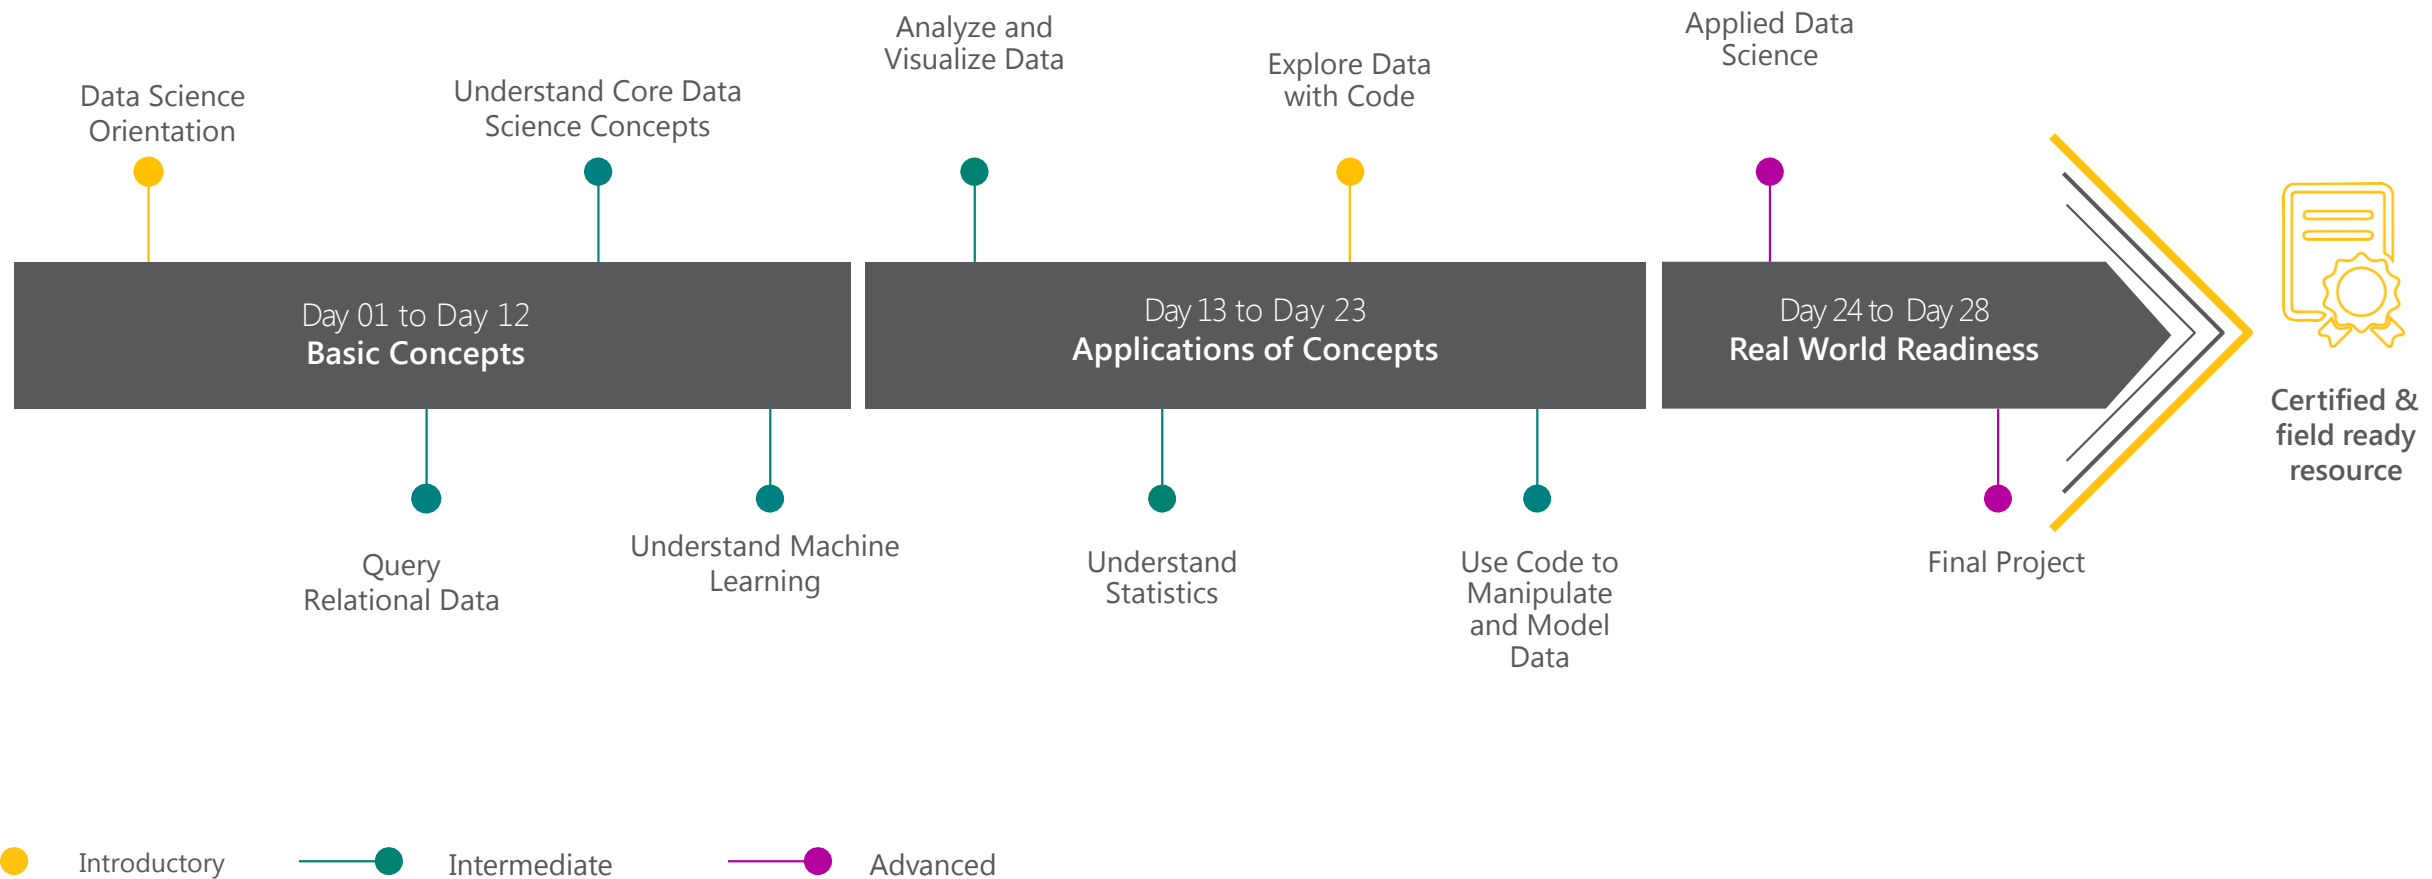 Data Science
Orientation
Understand Core Data
Science Concepts
Analyze and
Visualize Data
Explore Data
with Code
Applied Data
Science
Day 01 to Day 12
Basic Concepts
Day 13 to Day 23
Applications of Concepts
Day 24 to Day 28
Real World Readiness
Certified &
field ready
resource
Query
Relational Data
Understand Machine
Learning
Understand
Statistics
Use Code to
Manipulate
and Model
Data
Final Project
Introductory
Intermediate
Advanced